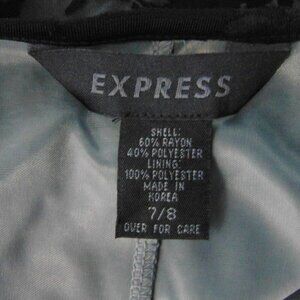 EXPRESS
SHELL:
60% RAYON
40% POLYESTER
LINING:
100% POLYESTER
MADE IN
KOREA
7/8
OVER FOR CARE